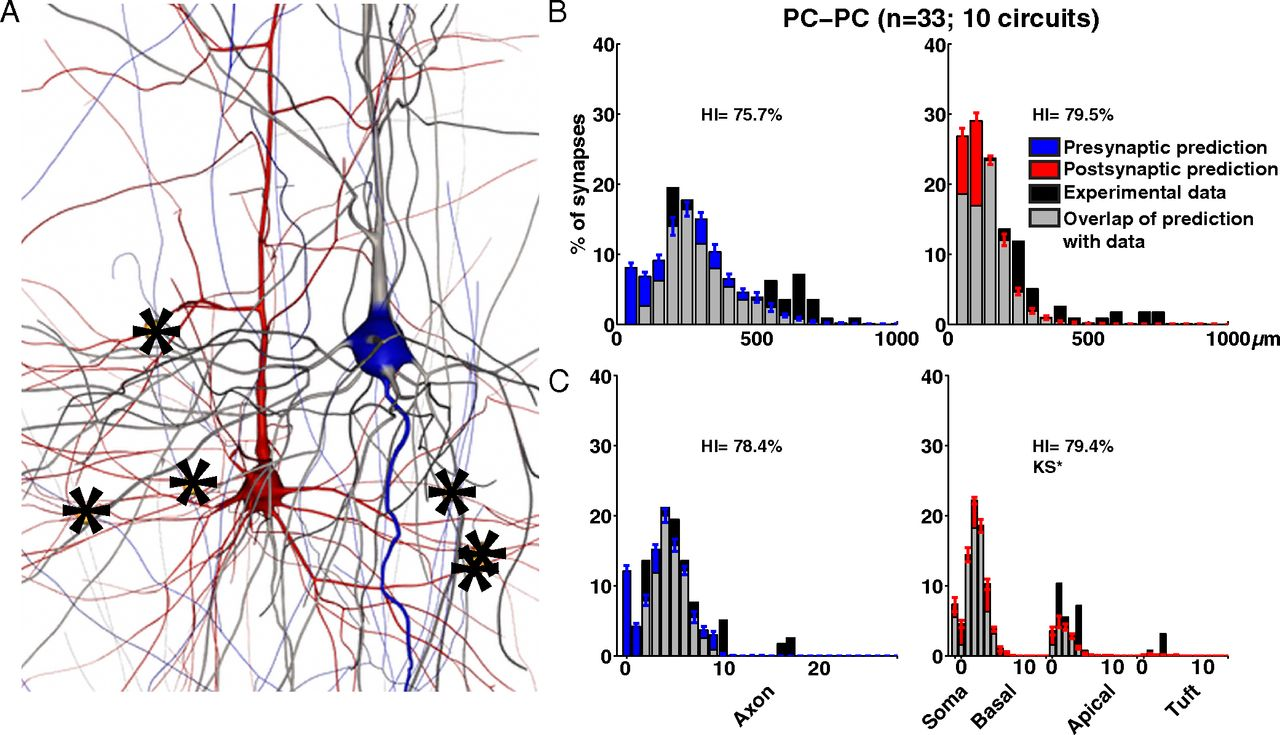 A
B
PC–PC (n=33; 10 circuits)
40
30
20
10
0
% of synapses
HI= 75.7%
0
500
1000
40
30
20
10
0
HI= 79.5%
Presynaptic prediction
Postsynaptic prediction
Experimental data
Overlap of prediction
with data
0
500
1000μm
C
40
30
20
10
0
HI= 78.4%
0
10
20
Axon
40
30
20
10
0
HI= 79.4%
KS*
0
10
0
10
0
10
Soma
Basal
Apical
Tuft